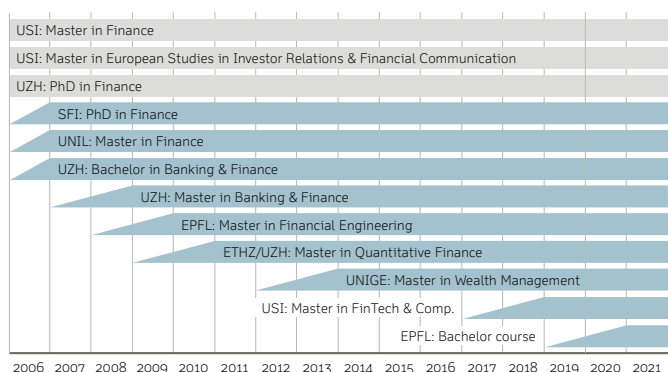 USI: Master in Finance
USI: Master in European Studies in Investor Relations & Financial Communication
UZH: PhD in Finance
SFI: PhD in Finance
UNIL: Master in Finance
UZH: Bachelor in Banking & Finance
UZH: Master in Banking & Finance
EPFL: Master in Financial Engineering
ETHZ/UZH: Master in Quantitative Finance
UNIGE: Master in Wealth Management
USI: Master in FinTech & Comp.
EPFL: Bachelor course
2006 2007 2008 2009 2010 2011 2012 2013 2014 2015 2016 2017 2018 2019 2020 2021